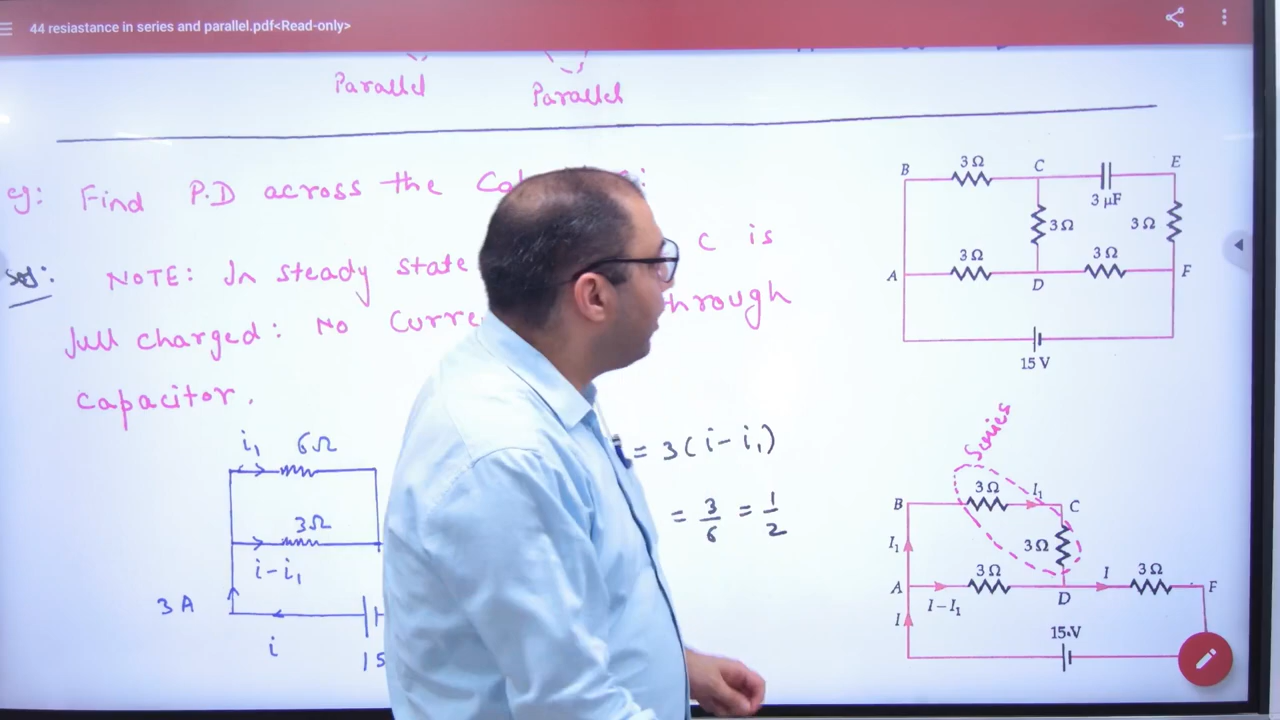 44 resiastance in series and parallel.pdf<Read-only>
Parallel Parallel
eg: Find P.D across the
Sol: NOTE: In steady state C is
full charged: No through
capacitor.
B 3 Ω C E
3 μF
3 Ω 3 Ω
A 3 Ω D 3 Ω F
15 V
i₁ 6Ω
3Ω
i-i₁
3 A
i
= 3(i-i₁)
= 3/6 = 1/2
Series
B 3 Ω I₁ C
I₁ 3 Ω
A 3 Ω D I 3 Ω F
I I–I₁
15 V